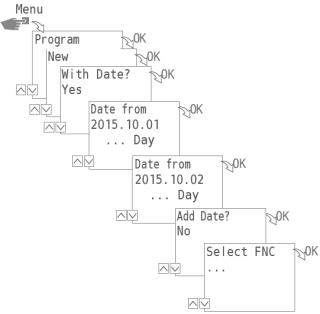 Menu
Program
OK
New
OK
With Date?
OK
Yes
Date from
OK
2015.10.01
... Day
Date from
OK
2015.10.02
... Day
Add Date?
OK
No
Select FNC
OK
...